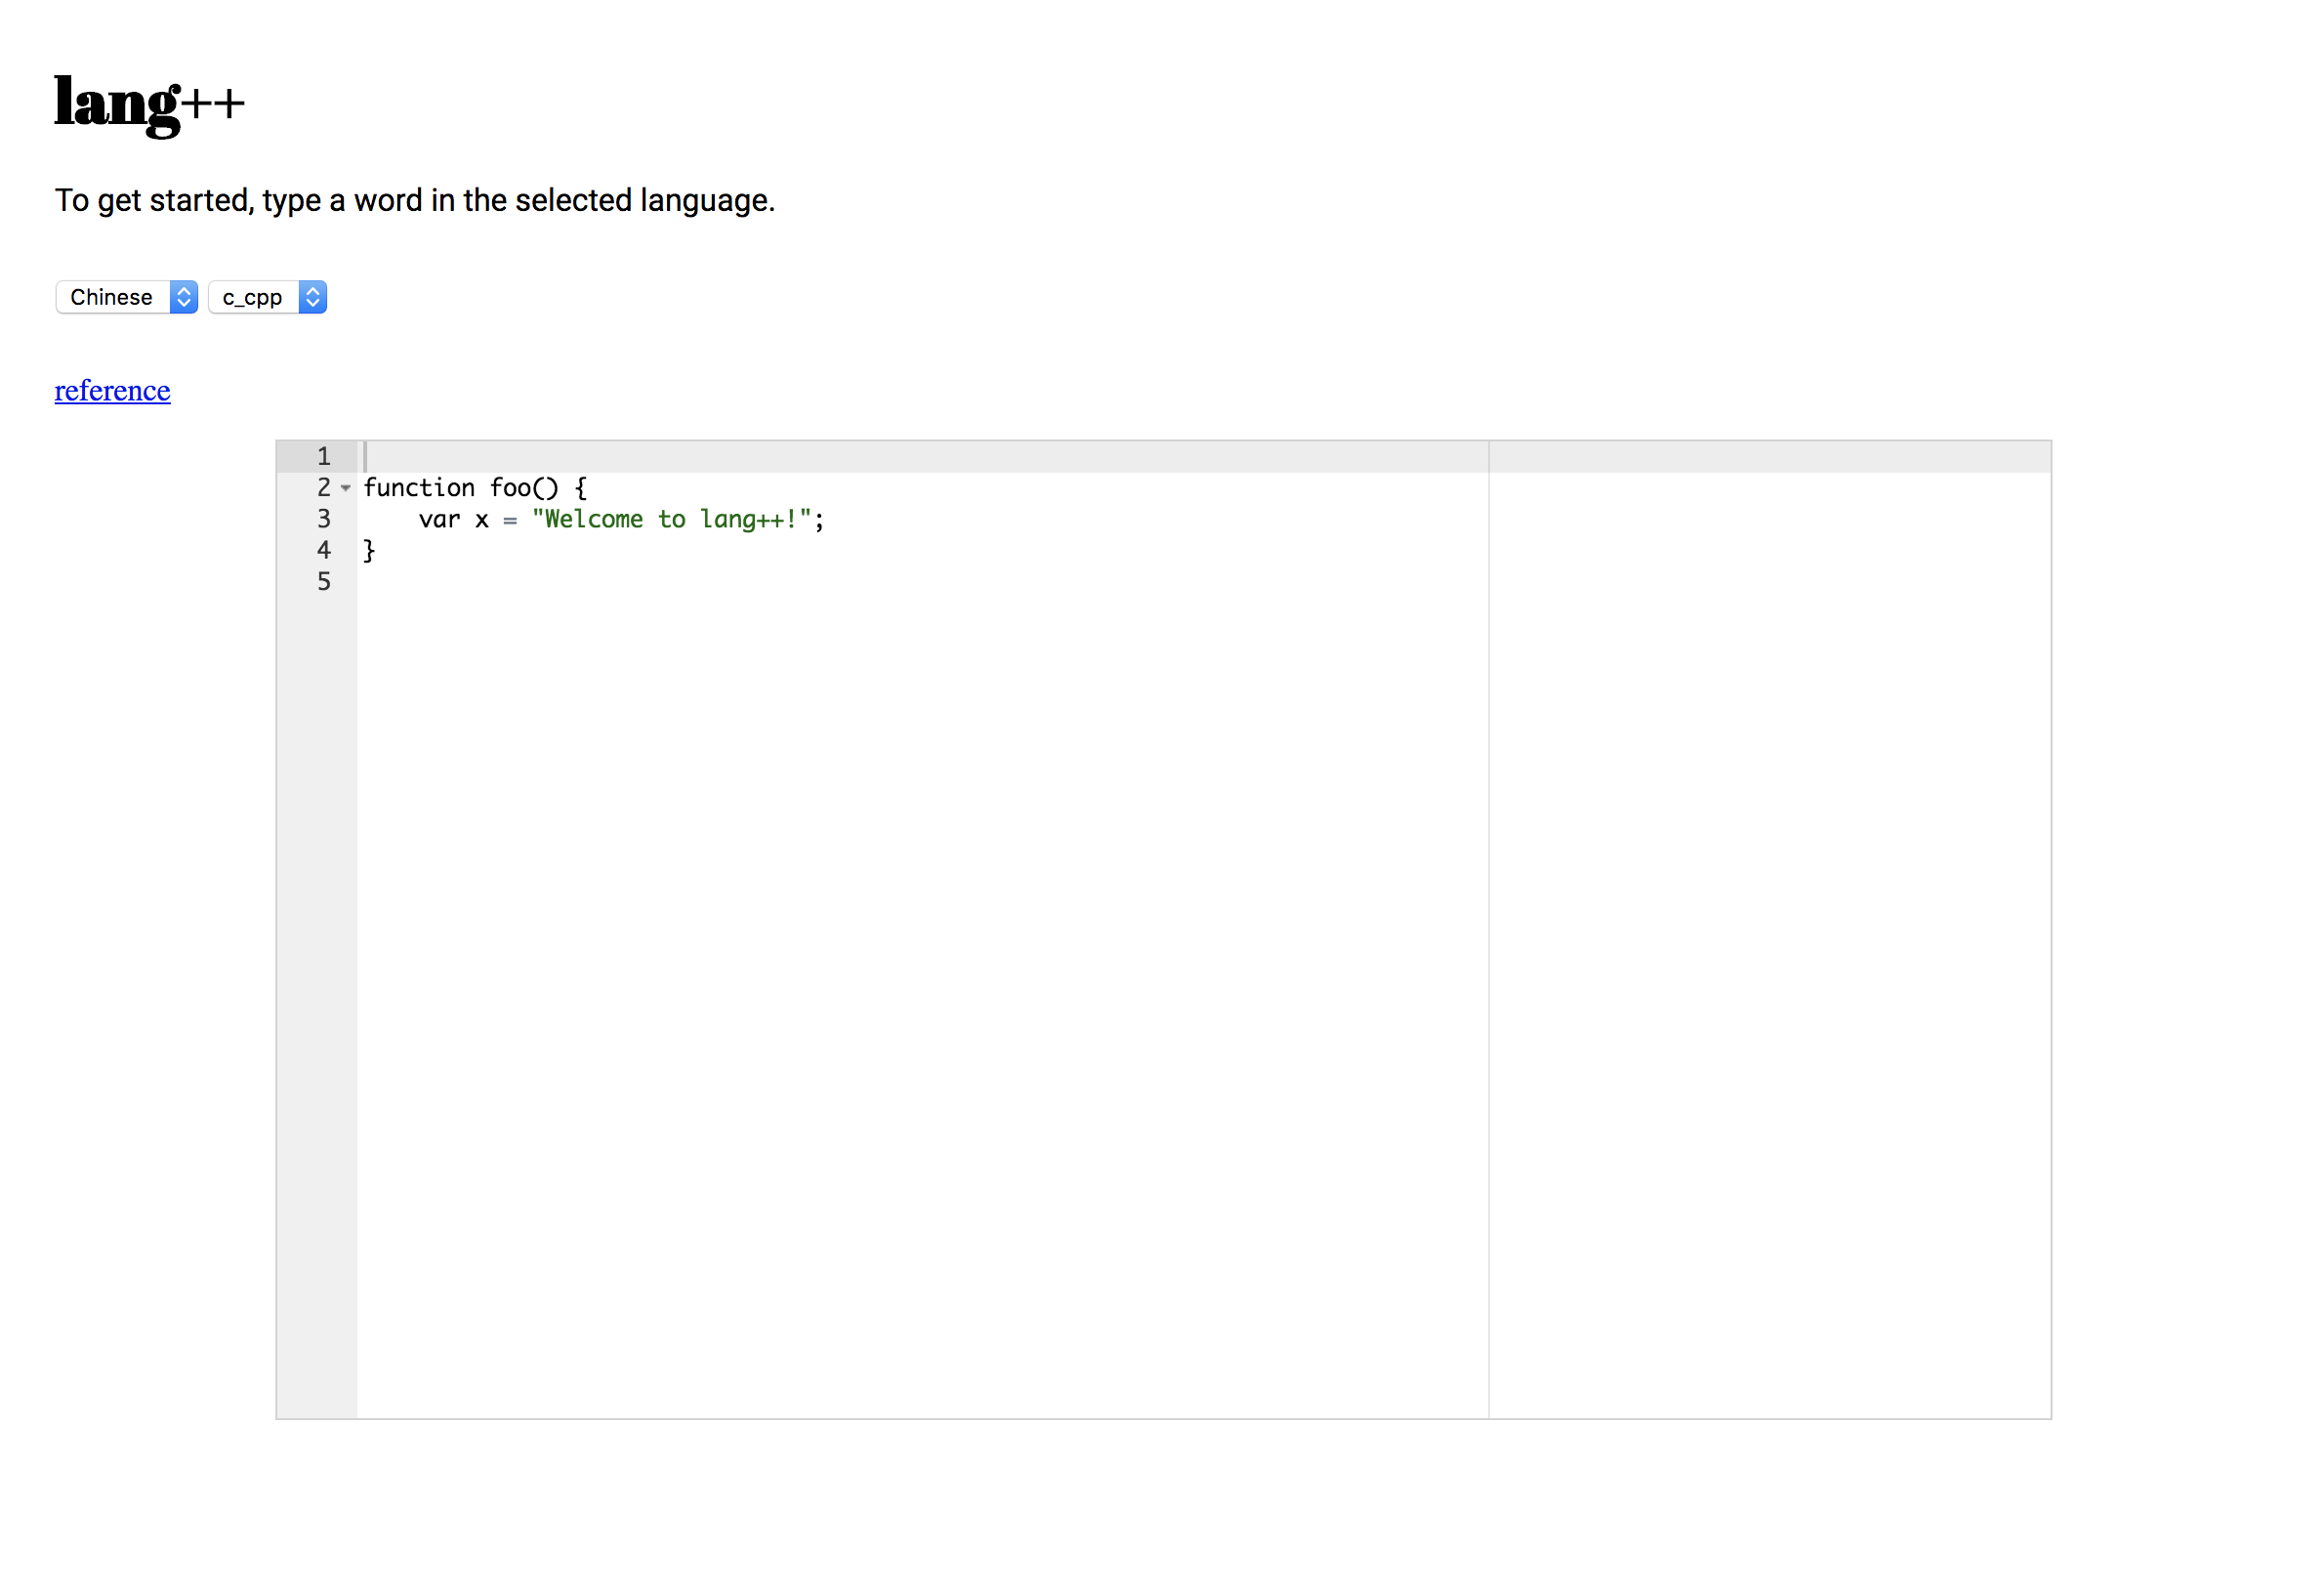 lang++
To get started, type a word in the selected language.
Chinese c_cpp
reference
1
2 function foo() {
3     var x = "Welcome to lang++!";
4 }
5